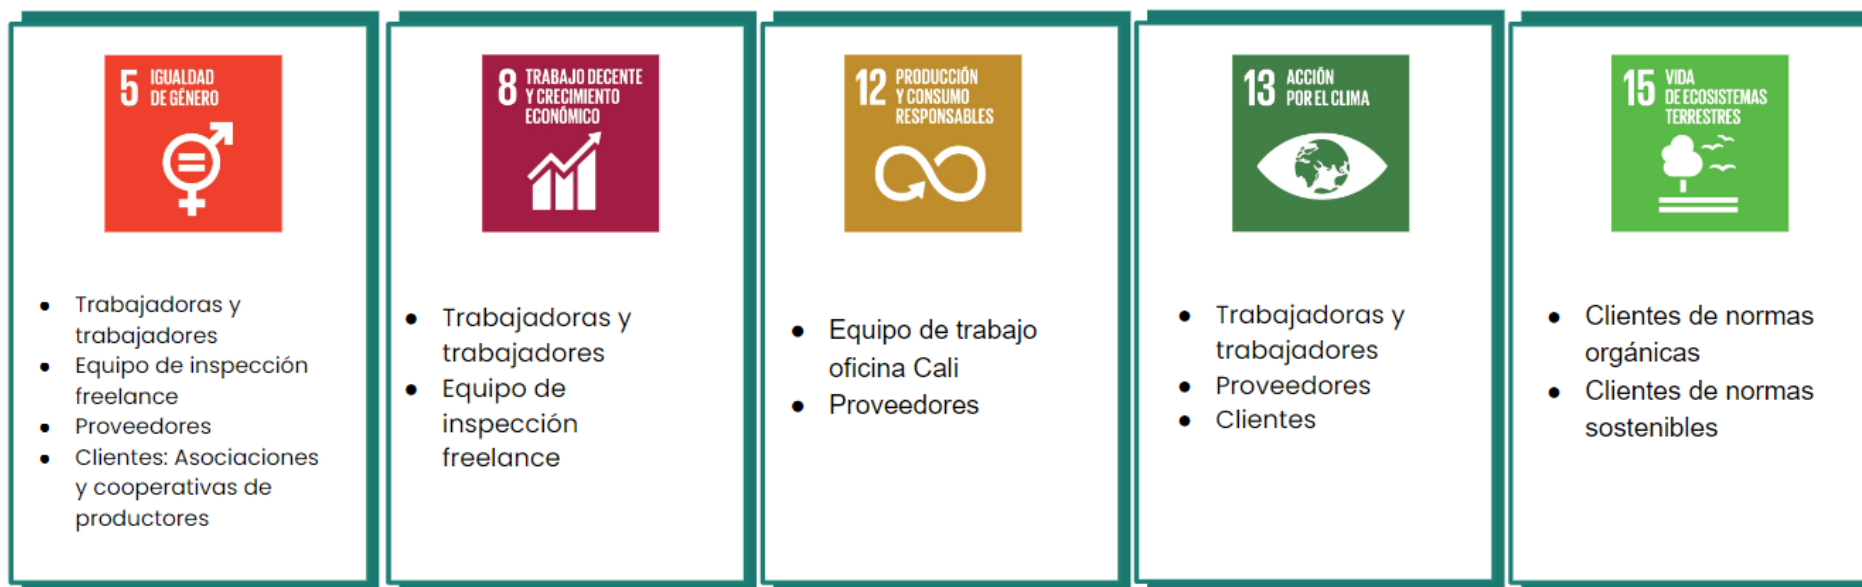 5 IGUALDAD
DE GÉNERO
● Trabajadoras y
trabajadores
● Equipo de inspección
freelance
● Proveedores
● Clientes: Asociaciones
y cooperativas de
productores
8 TRABAJO DECENTE
Y CRECIMIENTO
ECONÓMICO
● Trabajadoras y
trabajadores
● Equipo de
inspección
freelance
12 PRODUCCIÓN
Y CONSUMO
RESPONSABLES
● Equipo de trabajo
oficina Cali
● Proveedores
13 ACCIÓN
POR EL CLIMA
● Trabajadoras y
trabajadores
● Proveedores
● Clientes
15 VIDA
DE ECOSISTEMAS
TERRESTRES
● Clientes de normas
orgánicas
● Clientes de normas
sostenibles